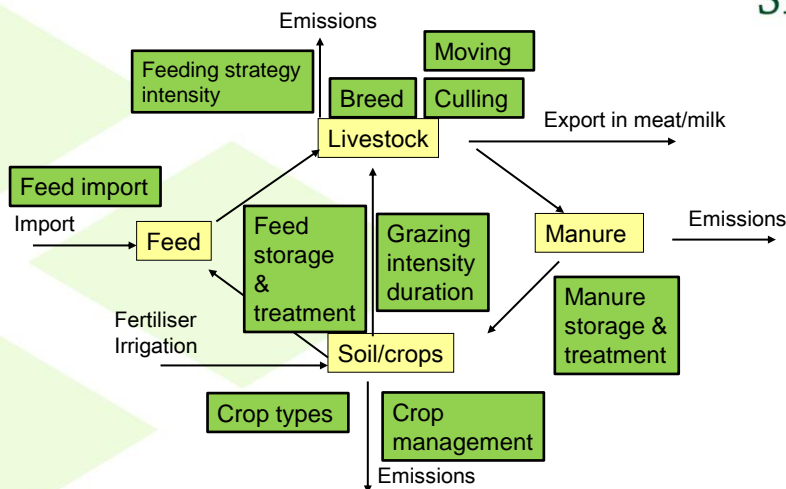 Emissions
Moving
Feeding strategy
intensity
Breed
Culling
Livestock
Export in meat/milk
Feed import
Import
Feed
Feed
storage
&
treatment
Grazing
intensity
duration
Manure
Emissions
Manure
storage &
treatment
Fertiliser
Irrigation
Soil/crops
Crop types
Crop
management
Emissions